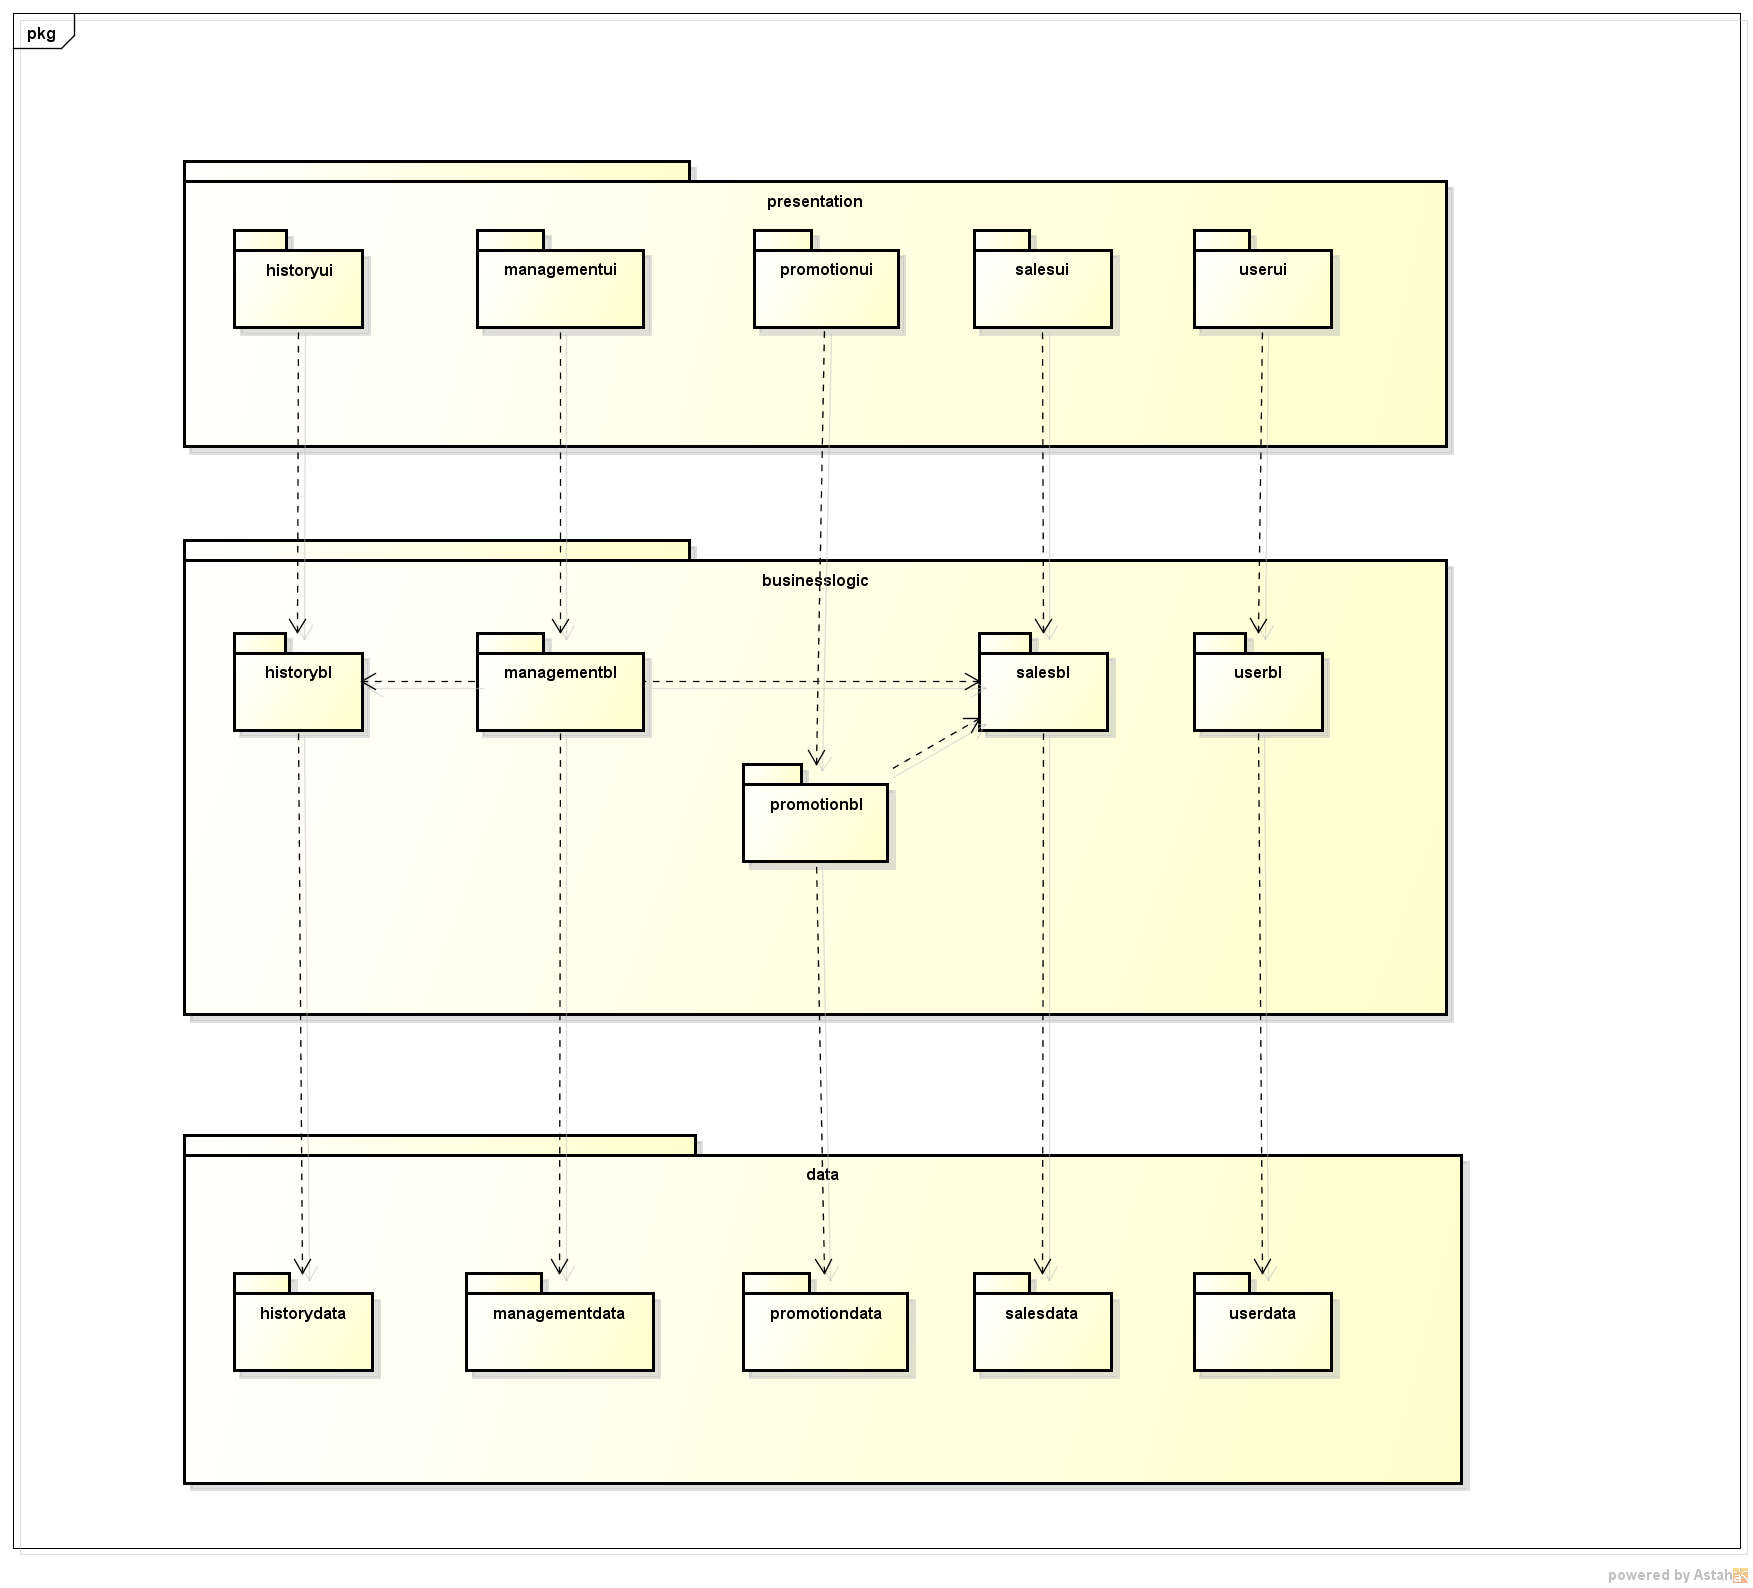 pkg
presentation
historyui
managementui
promotionui
salesui
userui
businesslogic
historybl
managementbl
salesbl
userbl
promotionbl
data
historydata
managementdata
promotiondata
salesdata
userdata
powered by Astah